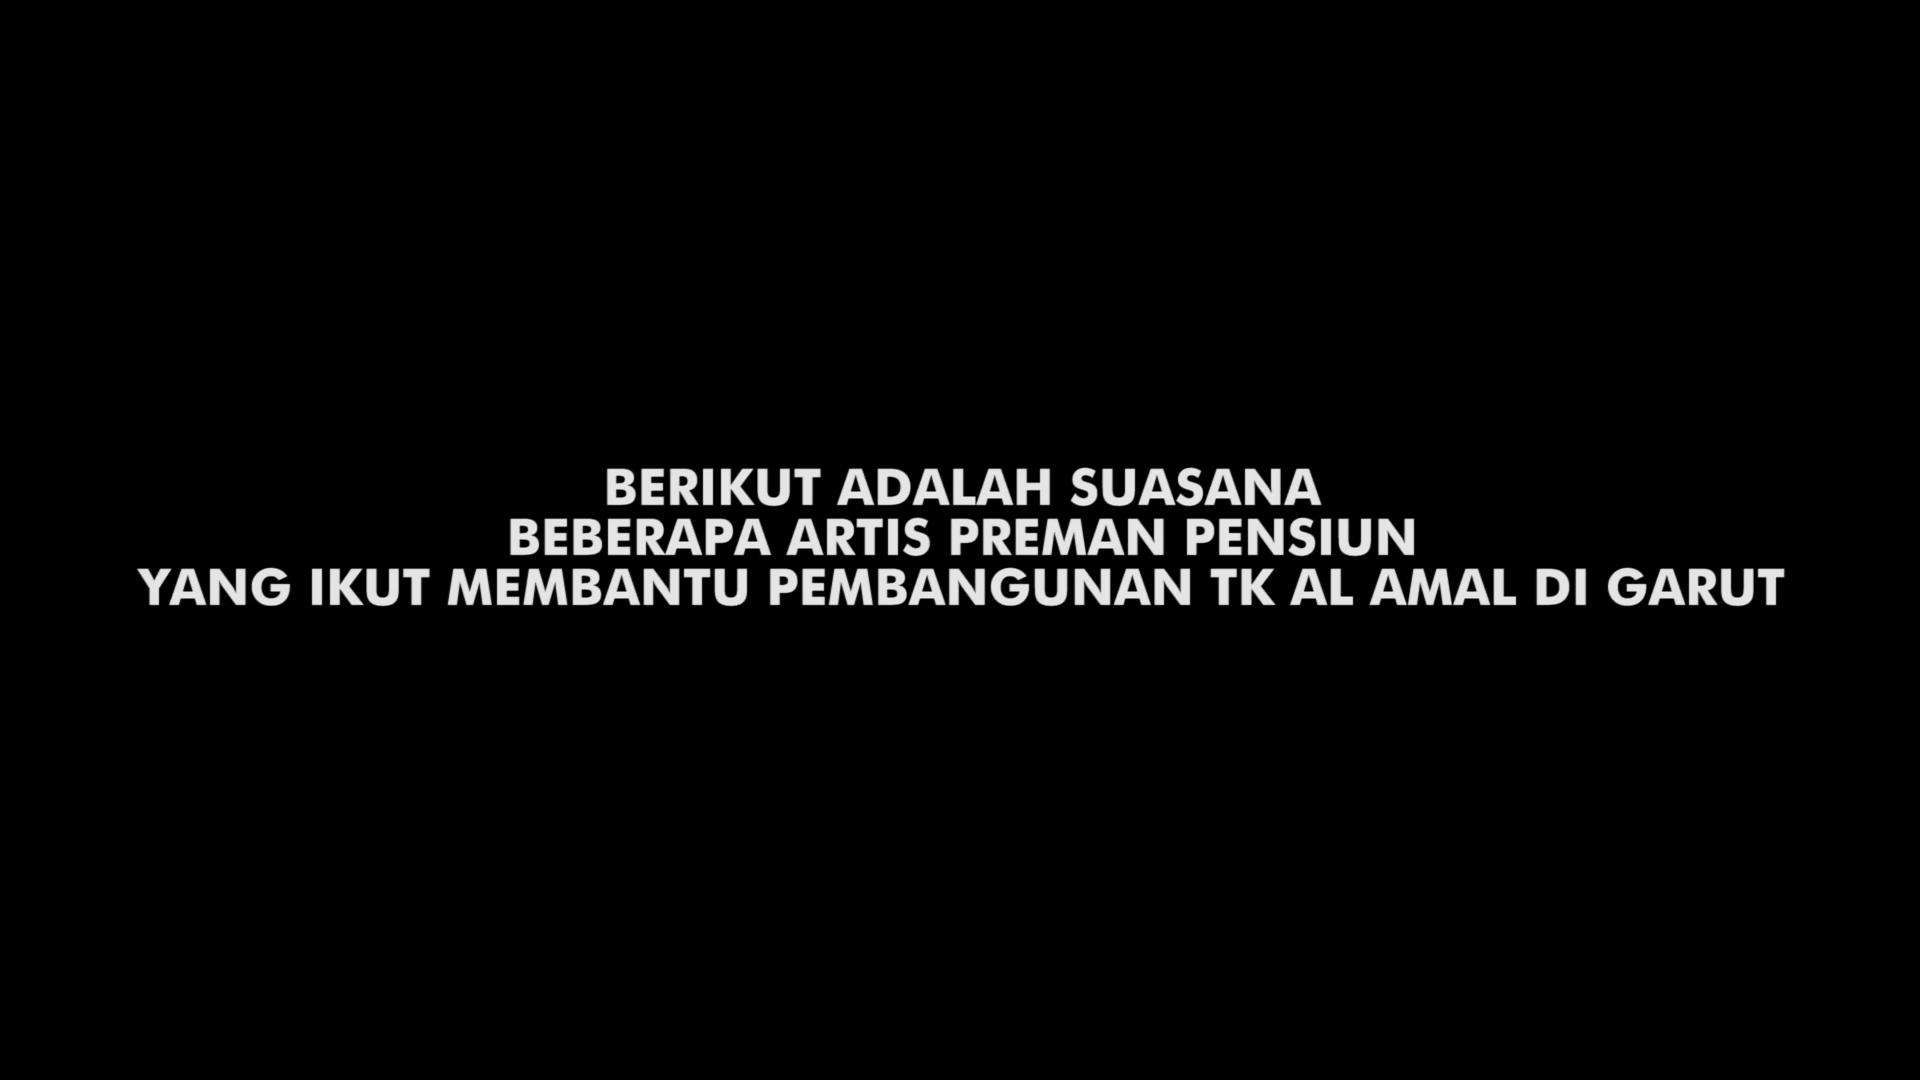 BERIKUT ADALAH SUASANA
BEBERAPA ARTIS PREMAN PENSIUN
YANG IKUT MEMBANTU PEMBANGUNAN TK AL AMAL DI GARUT